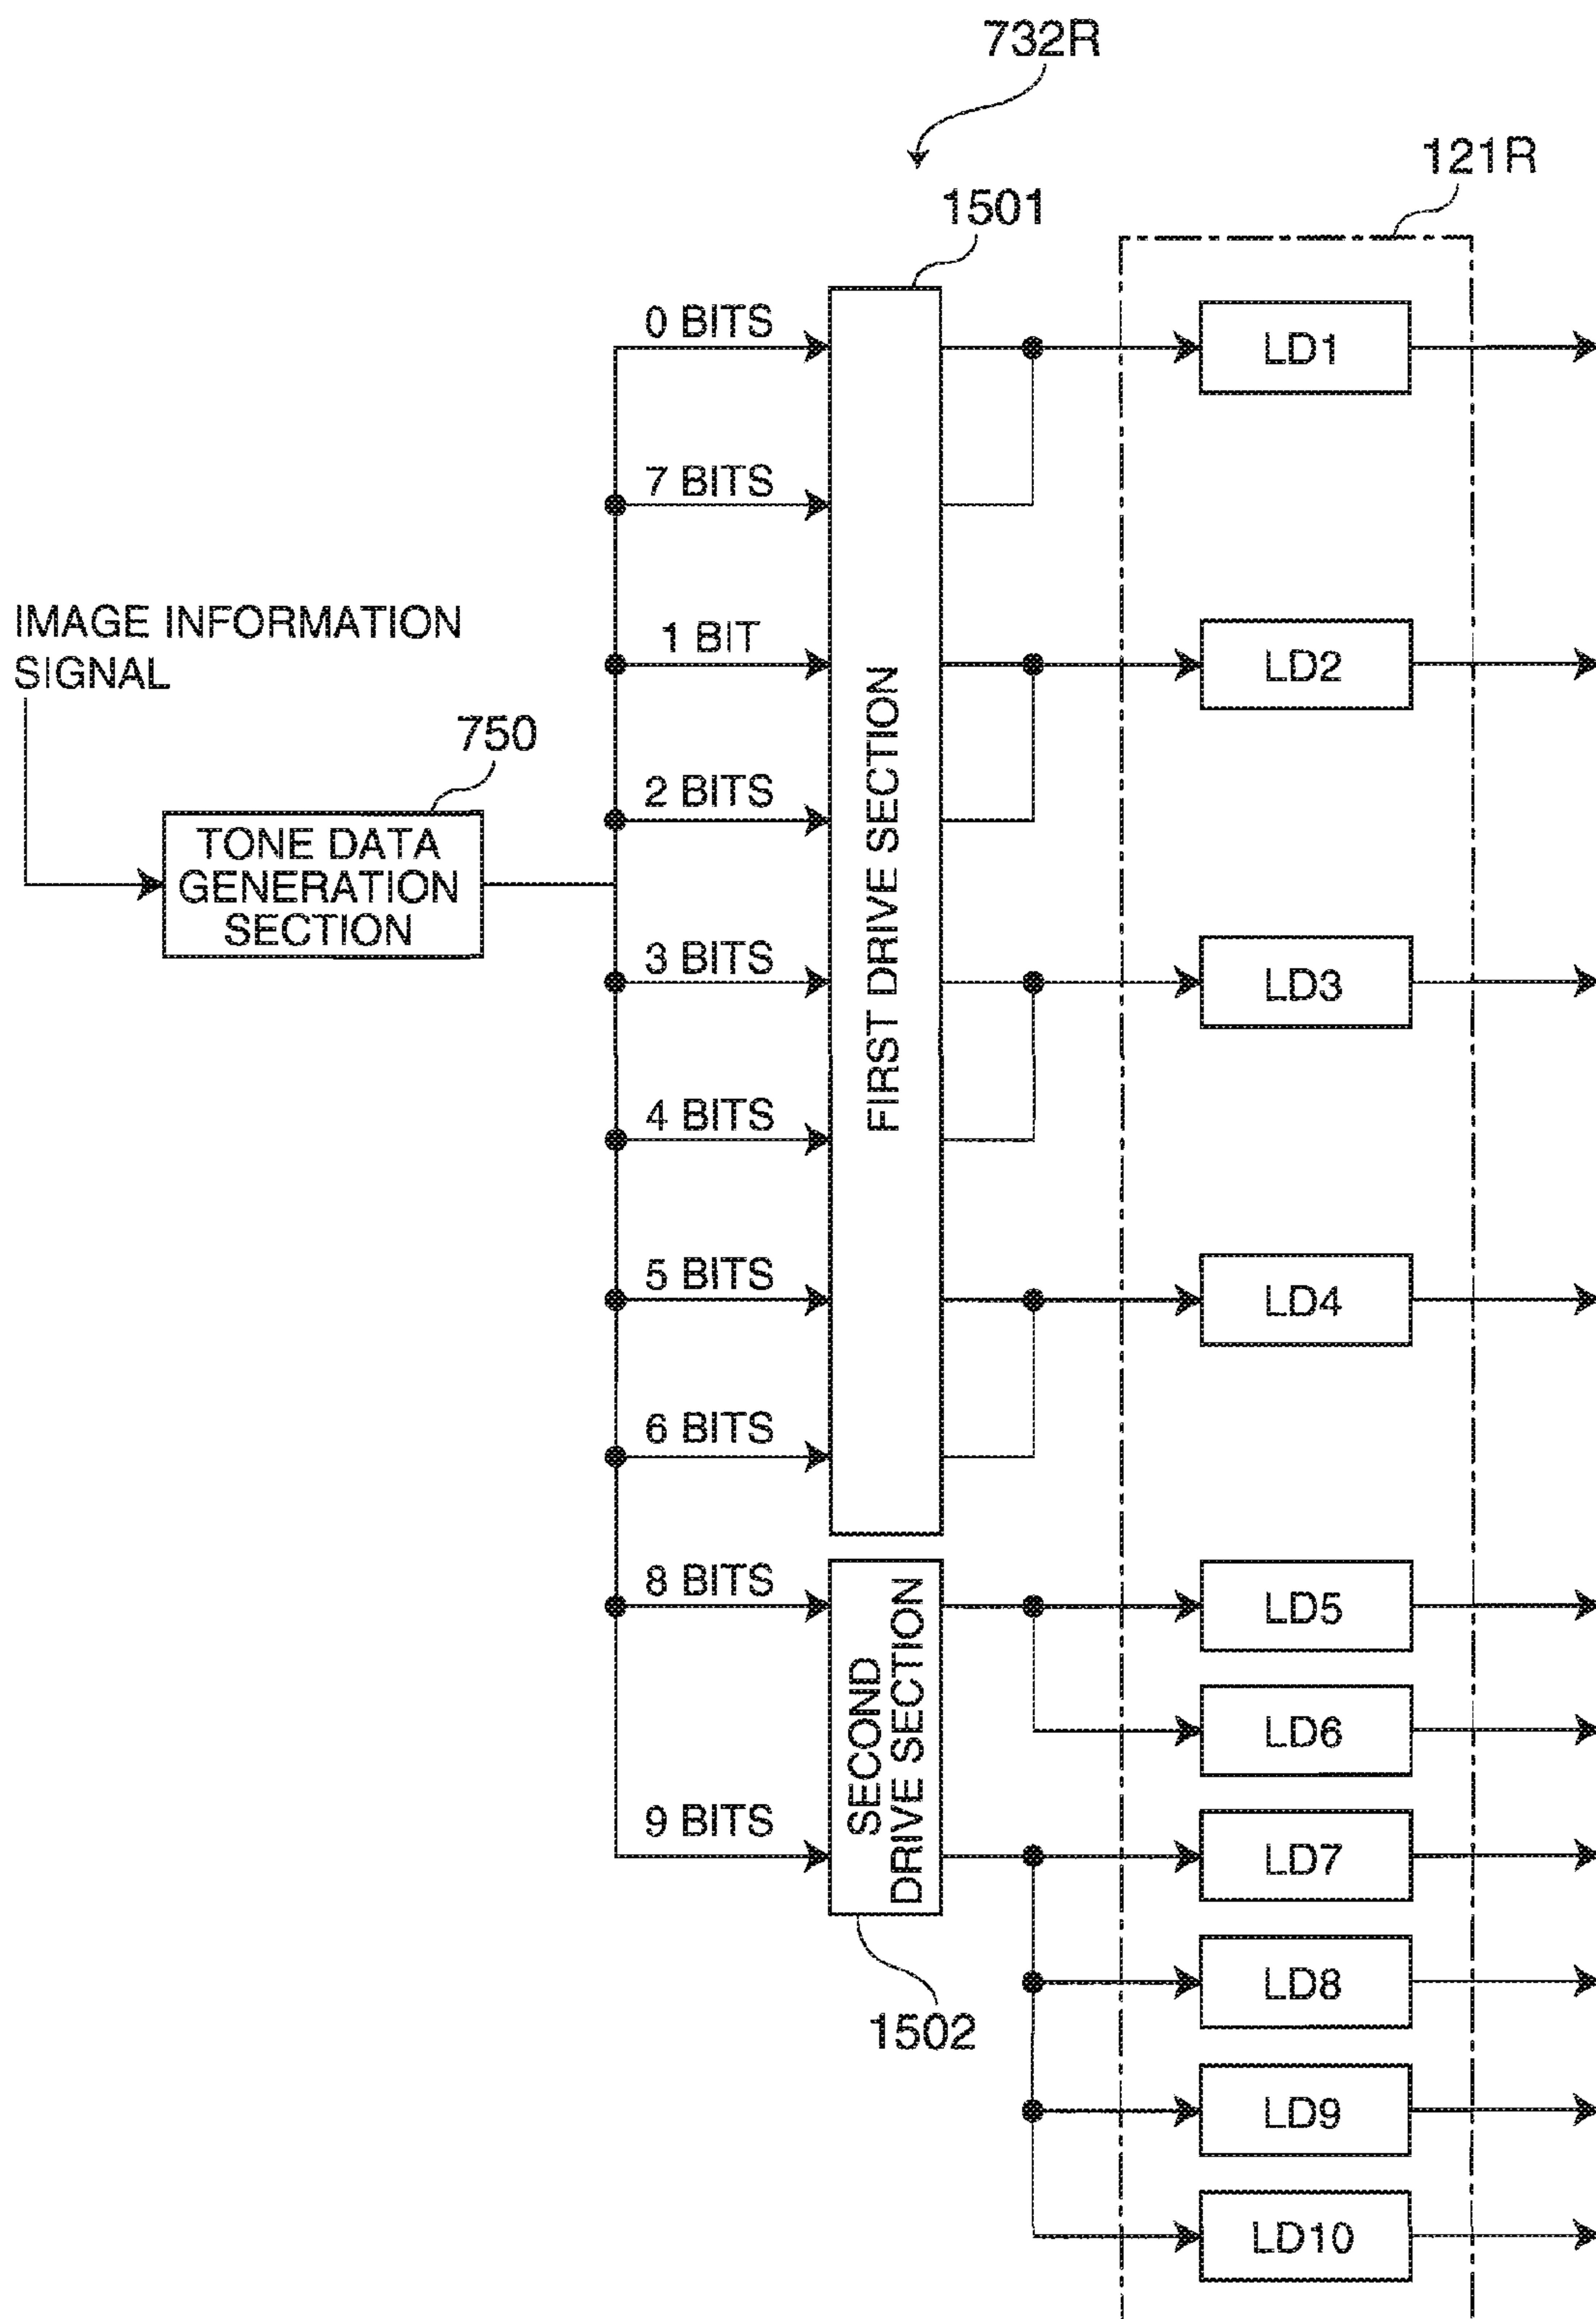 732R
121R
1501
0 BITS
LD1
7 BITS
IMAGE INFORMATION
SIGNAL
1 BIT
LD2
750
2 BITS
TONE DATA
GENERATION
SECTION
FIRST DRIVE SECTION
3 BITS
LD3
4 BITS
5 BITS
LD4
6 BITS
8 BITS
LD5
SECOND
DRIVE SECTION
LD6
9 BITS
LD7
LD8
1502
LD9
LD10